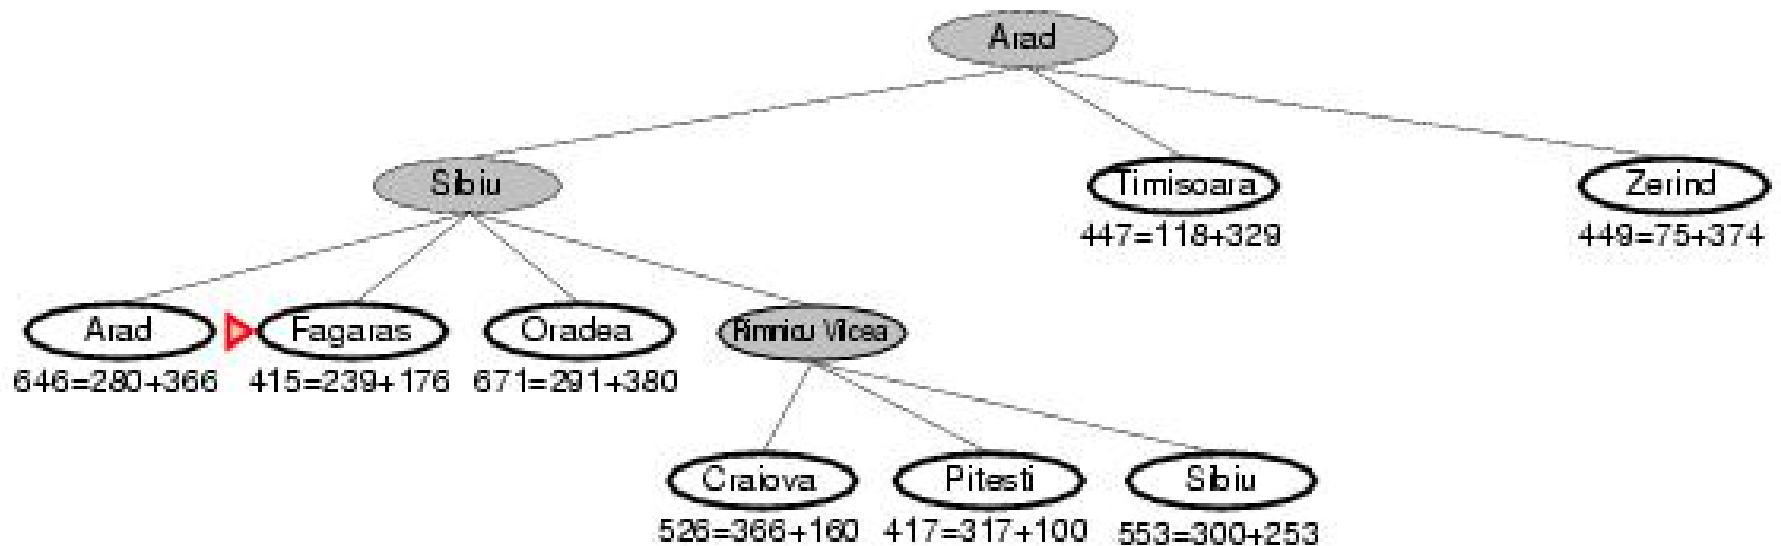 Arad
Sibiu
Timisoara
Zerind
447=118+329
449=75+374
Arad
Fagaras
Oradea
Rimnicu Vilcea
646=280+366
415=239+176
671=291+380
Craiova
Pitesti
Sibiu
526=366+160
417=317+100
553=300+253